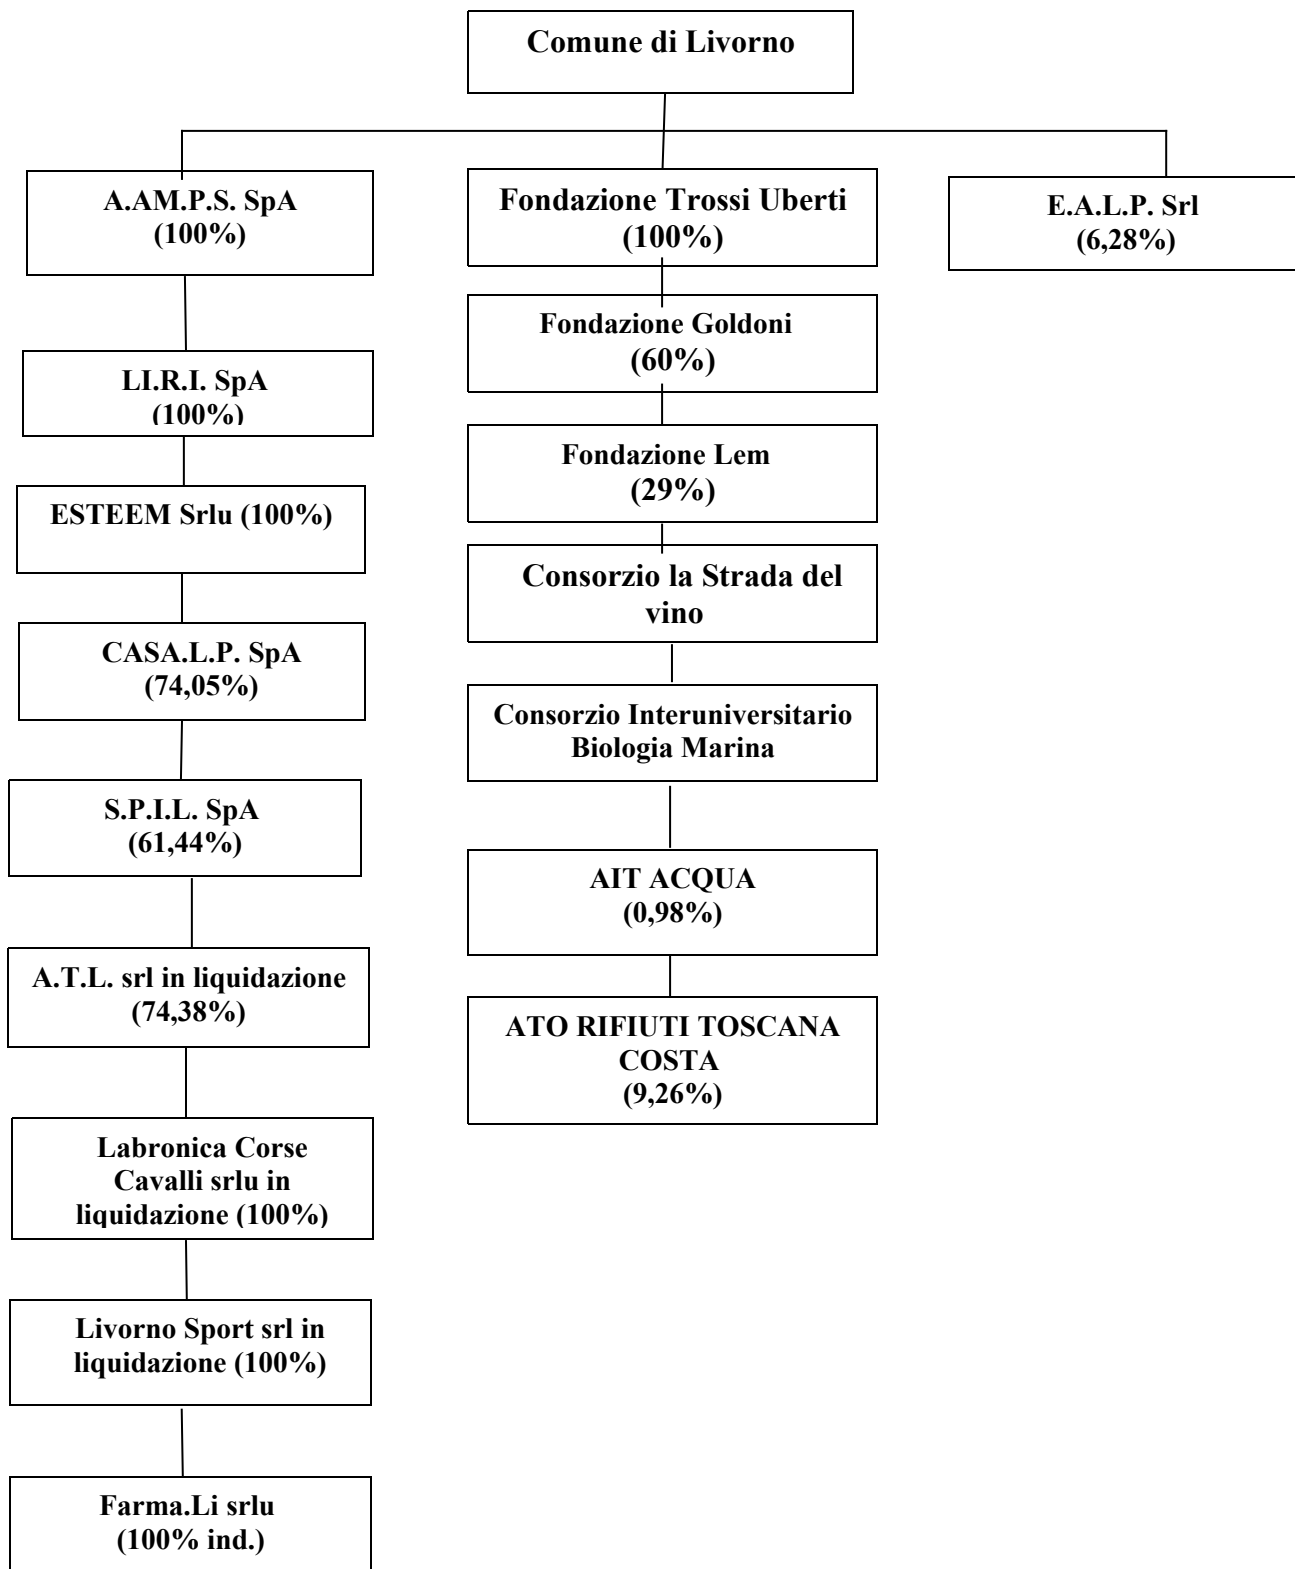 Comune di Livorno
A.AM.P.S. SpA
(100%)
LI.R.I. SpA
(100%)
ESTEEM Srlu (100%)
CASA.L.P. SpA
(74,05%)
S.P.I.L. SpA
(61,44%)
A.T.L. srl in liquidazione
(74,38%)
Labronica Corse
Cavalli srlu in
liquidazione (100%)
Livorno Sport srl in
liquidazione (100%)
Farma.Li srlu
(100% ind.)
Fondazione Trossi Uberti
(100%)
Fondazione Goldoni
(60%)
Fondazione Lem
(29%)
Consorzio la Strada del
vino
Consorzio Interuniversitario
Biologia Marina
AIT ACQUA
(0,98%)
ATO RIFIUTI TOSCANA
COSTA
(9,26%)
E.A.L.P. Srl
(6,28%)